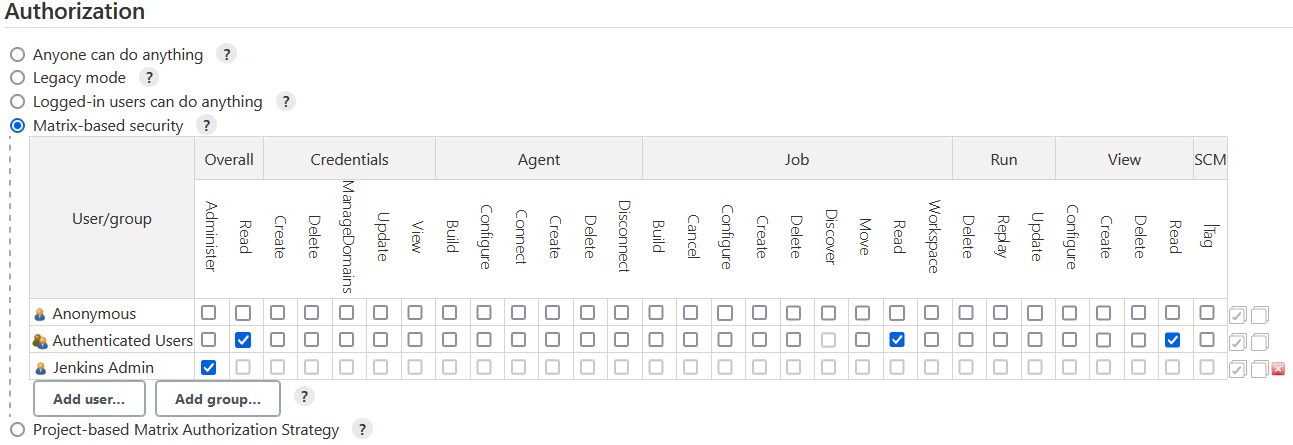 Authorization
Anyone can do anything ?
Legacy mode ?
Logged-in users can do anything ?
Matrix-based security ?
User/group Overall Credentials Agent Job Run View SCM
Administer Read Create Delete ManageDomains Update View Build Configure Connect Create Delete Disconnect Build Cancel Configure Create Delete Discover Move Read Workspace Delete Replay Update Configure Create Delete Read Tag
Anonymous
Authenticated Users
Jenkins Admin
Add user... Add group... ?
Project-based Matrix Authorization Strategy ?